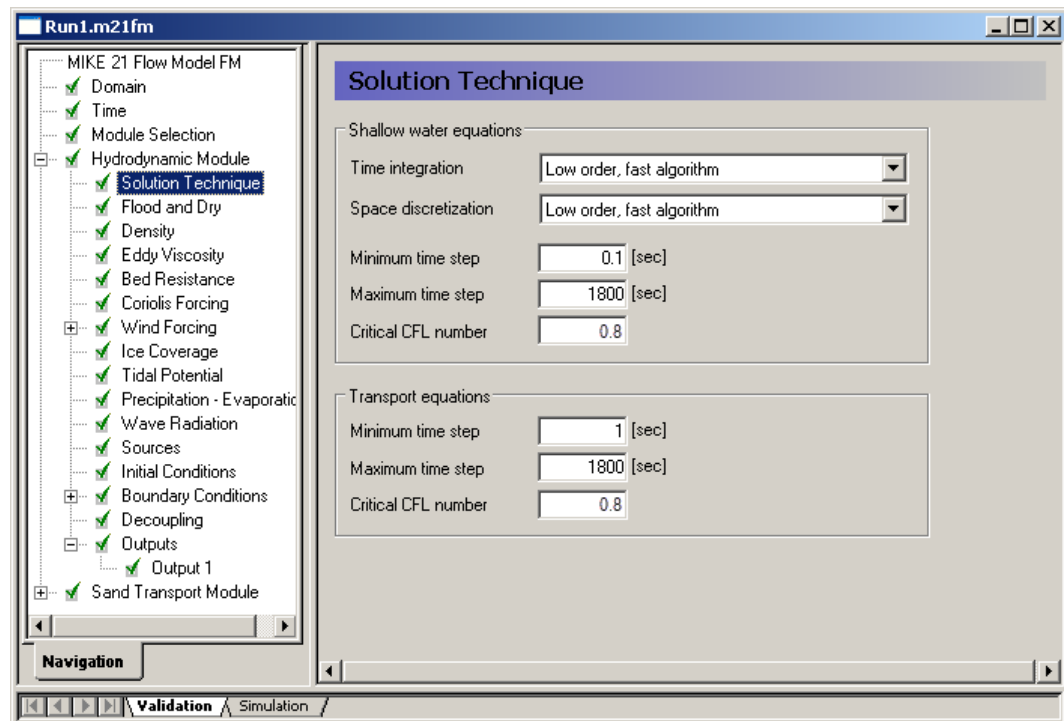 Run1.m21fm
MIKE 21 Flow Model FM
Domain
Time
Module Selection
Hydrodynamic Module
Solution Technique
Flood and Dry
Density
Eddy Viscosity
Bed Resistance
Coriolis Forcing
Wind Forcing
Ice Coverage
Tidal Potential
Precipitation - Evaporatio
Wave Radiation
Sources
Initial Conditions
Boundary Conditions
Decoupling
Outputs
Output 1
Sand Transport Module
Navigation
Solution Technique
Shallow water equations
Time integration Low order, fast algorithm
Space discretization Low order, fast algorithm
Minimum time step 0.1 [sec]
Maximum time step 1800 [sec]
Critical CFL number 0.8
Transport equations
Minimum time step 1 [sec]
Maximum time step 1800 [sec]
Critical CFL number 0.8
Validation Simulation